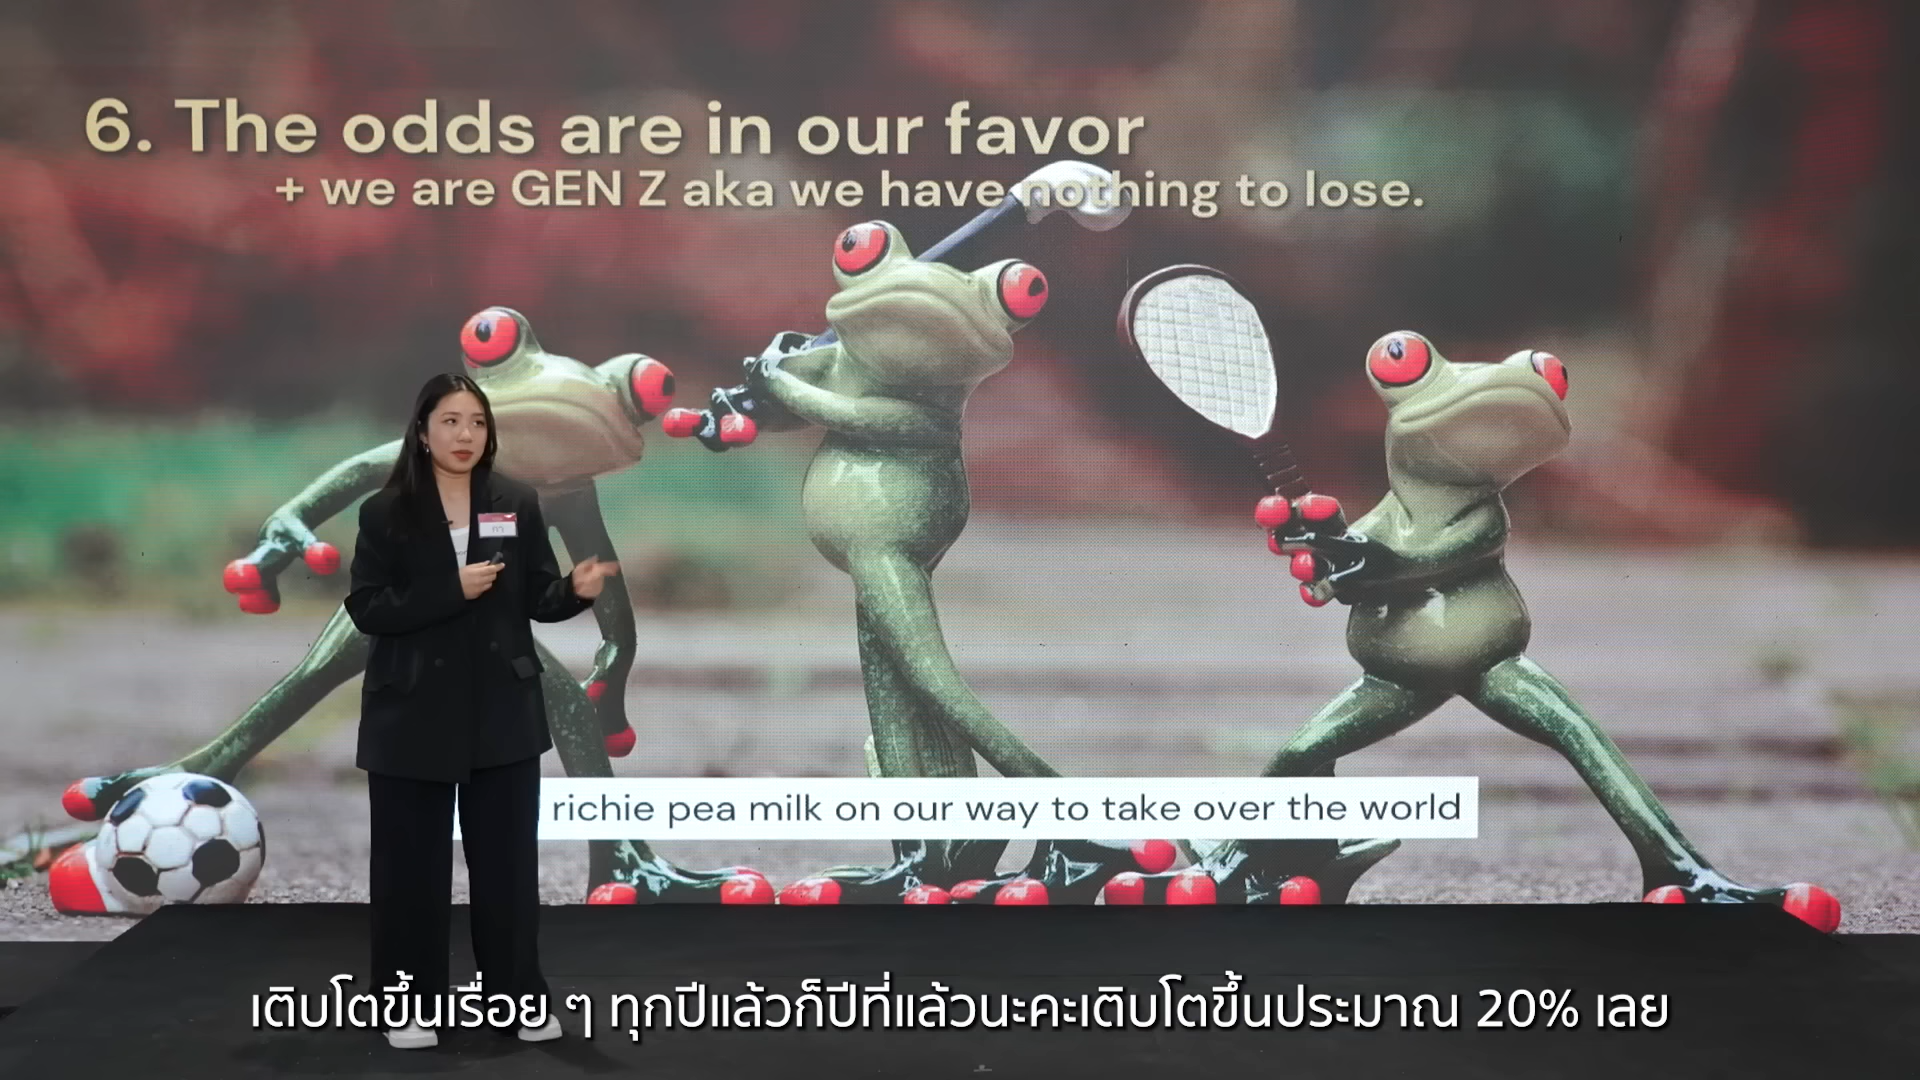 6. The odds are in our favor
+ we are GEN Z aka we have nothing to lose.
richie pea milk on our way to take over the world
เติบโตขึ้นเรื่อย ๆ ทุกปีแล้วก็ปีที่แล้วนะคะเติบโตขึ้นประมาณ 20% เลย